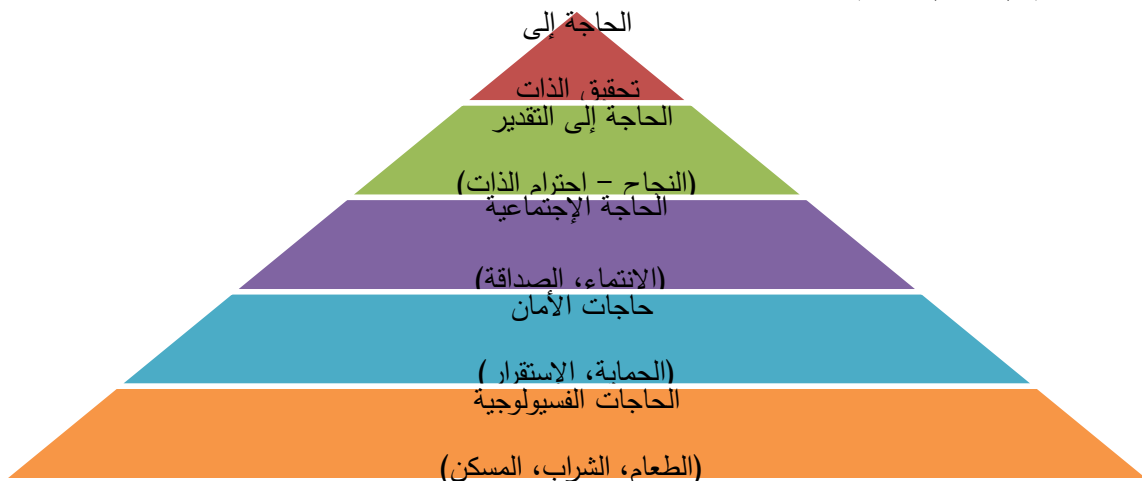 الحاجة إلى
تحقيق الذات
الحاجة إلى التقدير
(النجاح – احترام الذات)
الحاجة الإجتماعية
(الانتماء، الصداقة)
حاجات الأمان
(الحماية، الإستقرار )
الحاجات الفسيولوجية
(الطعام، الشراب، المسكن)